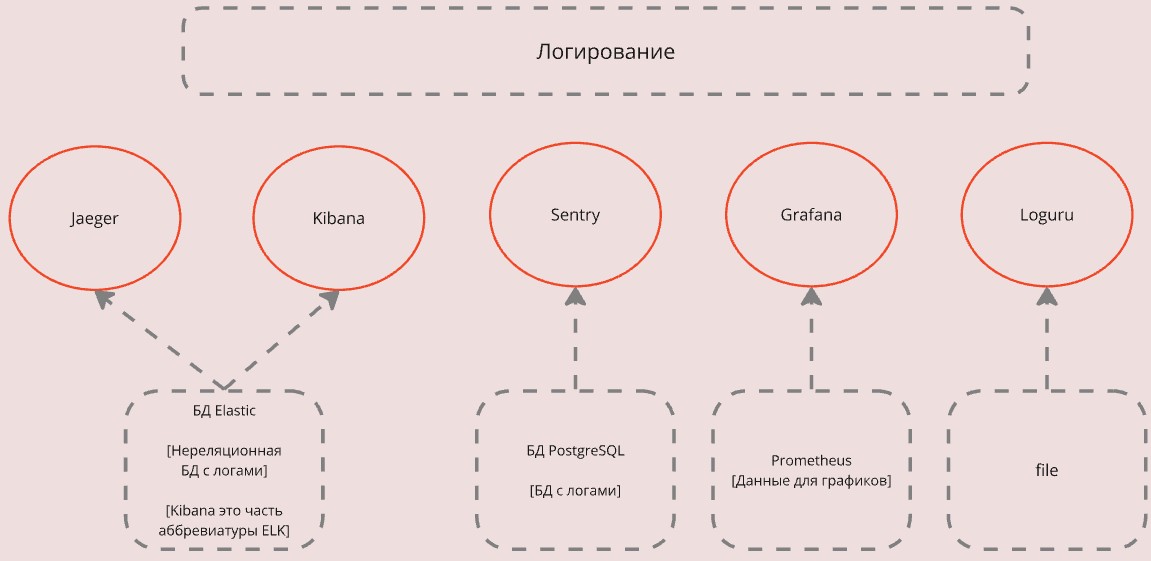 Логирование
Jaeger
Kibana
Sentry
Grafana
Loguru
БД Elastic
[Нереляционная
БД с логами]
[Kibana это часть
аббревиатуры ELK]
БД PostgreSQL
[БД с логами]
Prometheus
[Данные для графиков]
file